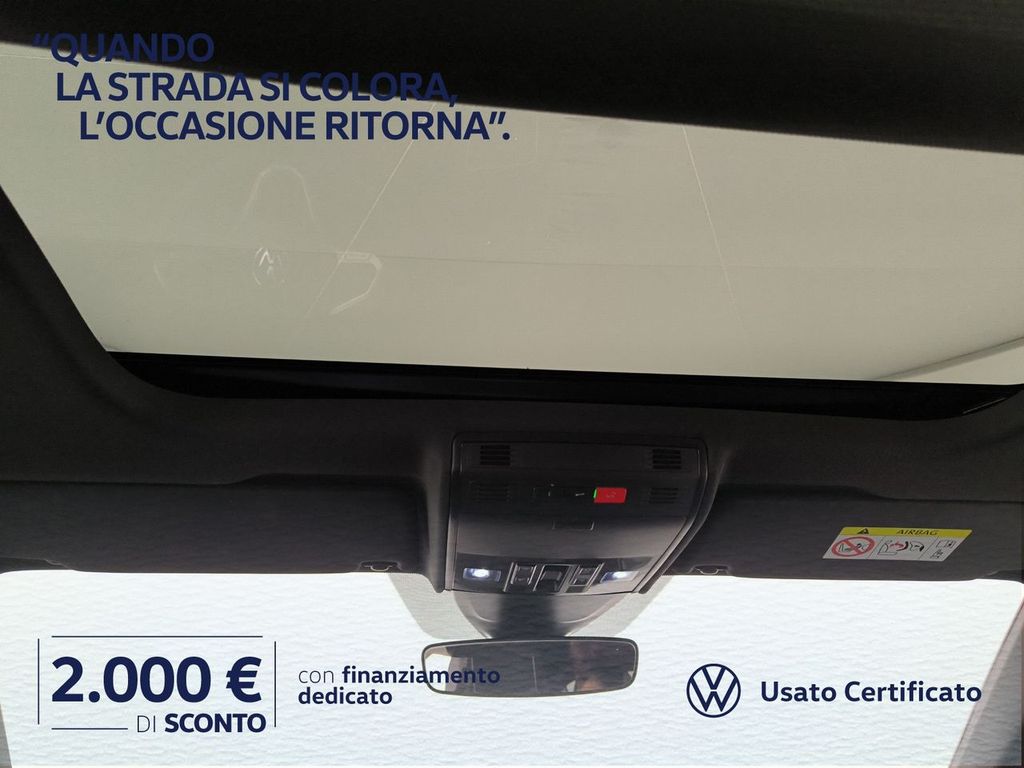 “QUANDO
LA STRADA SI COLORA,
L’OCCASIONE RITORNA”.
AIRBAG
2.000 €
DI SCONTO
con finanziamento
dedicato
Usato Certificato